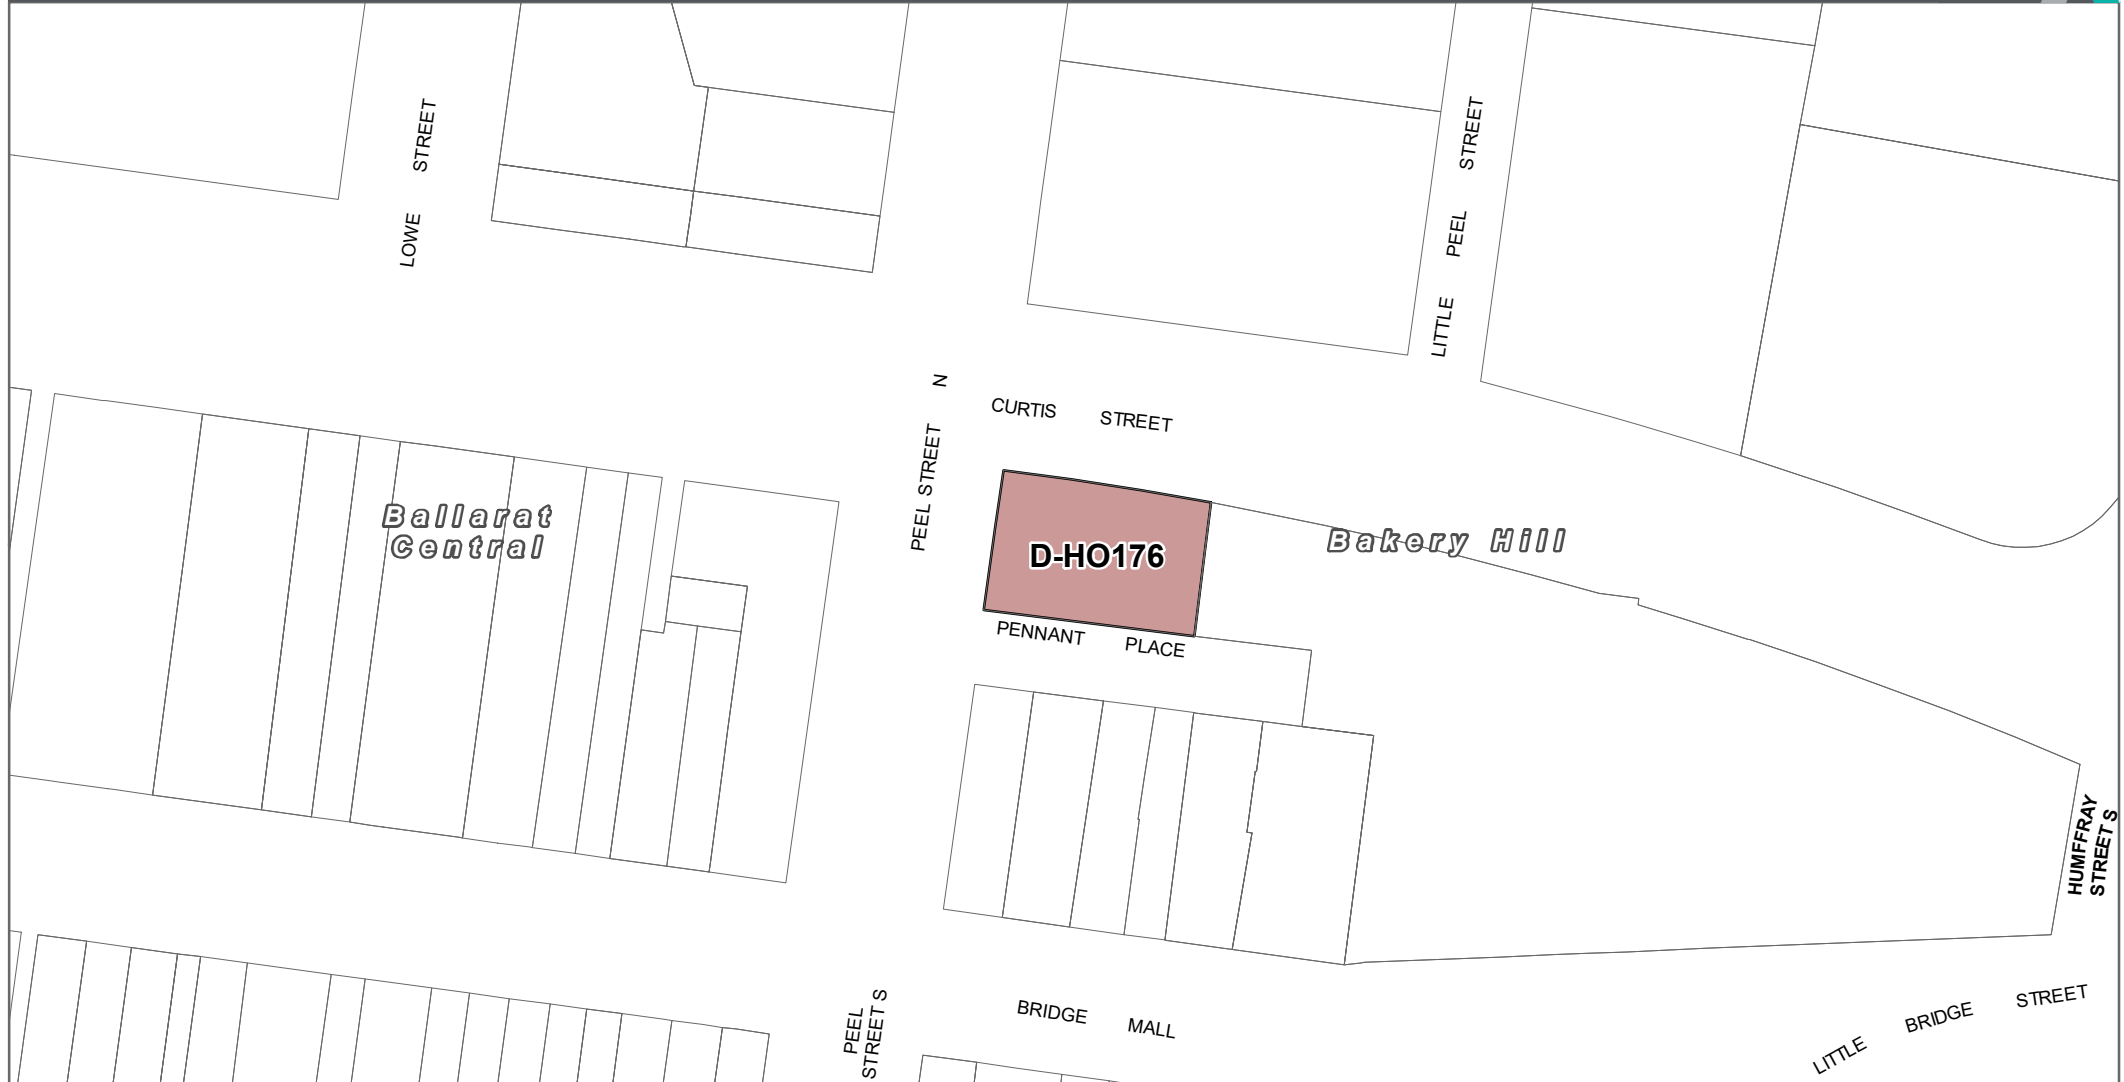 LOWE STREET
LITTLE PEEL STREET
PEEL STREET N
CURTIS STREET
Ballarat
Central
D-HO176
Bakery Hill
PENNANT PLACE
HUMFFRAY
STREET S
PEEL
STREET S
BRIDGE MALL
LITTLE BRIDGE STREET